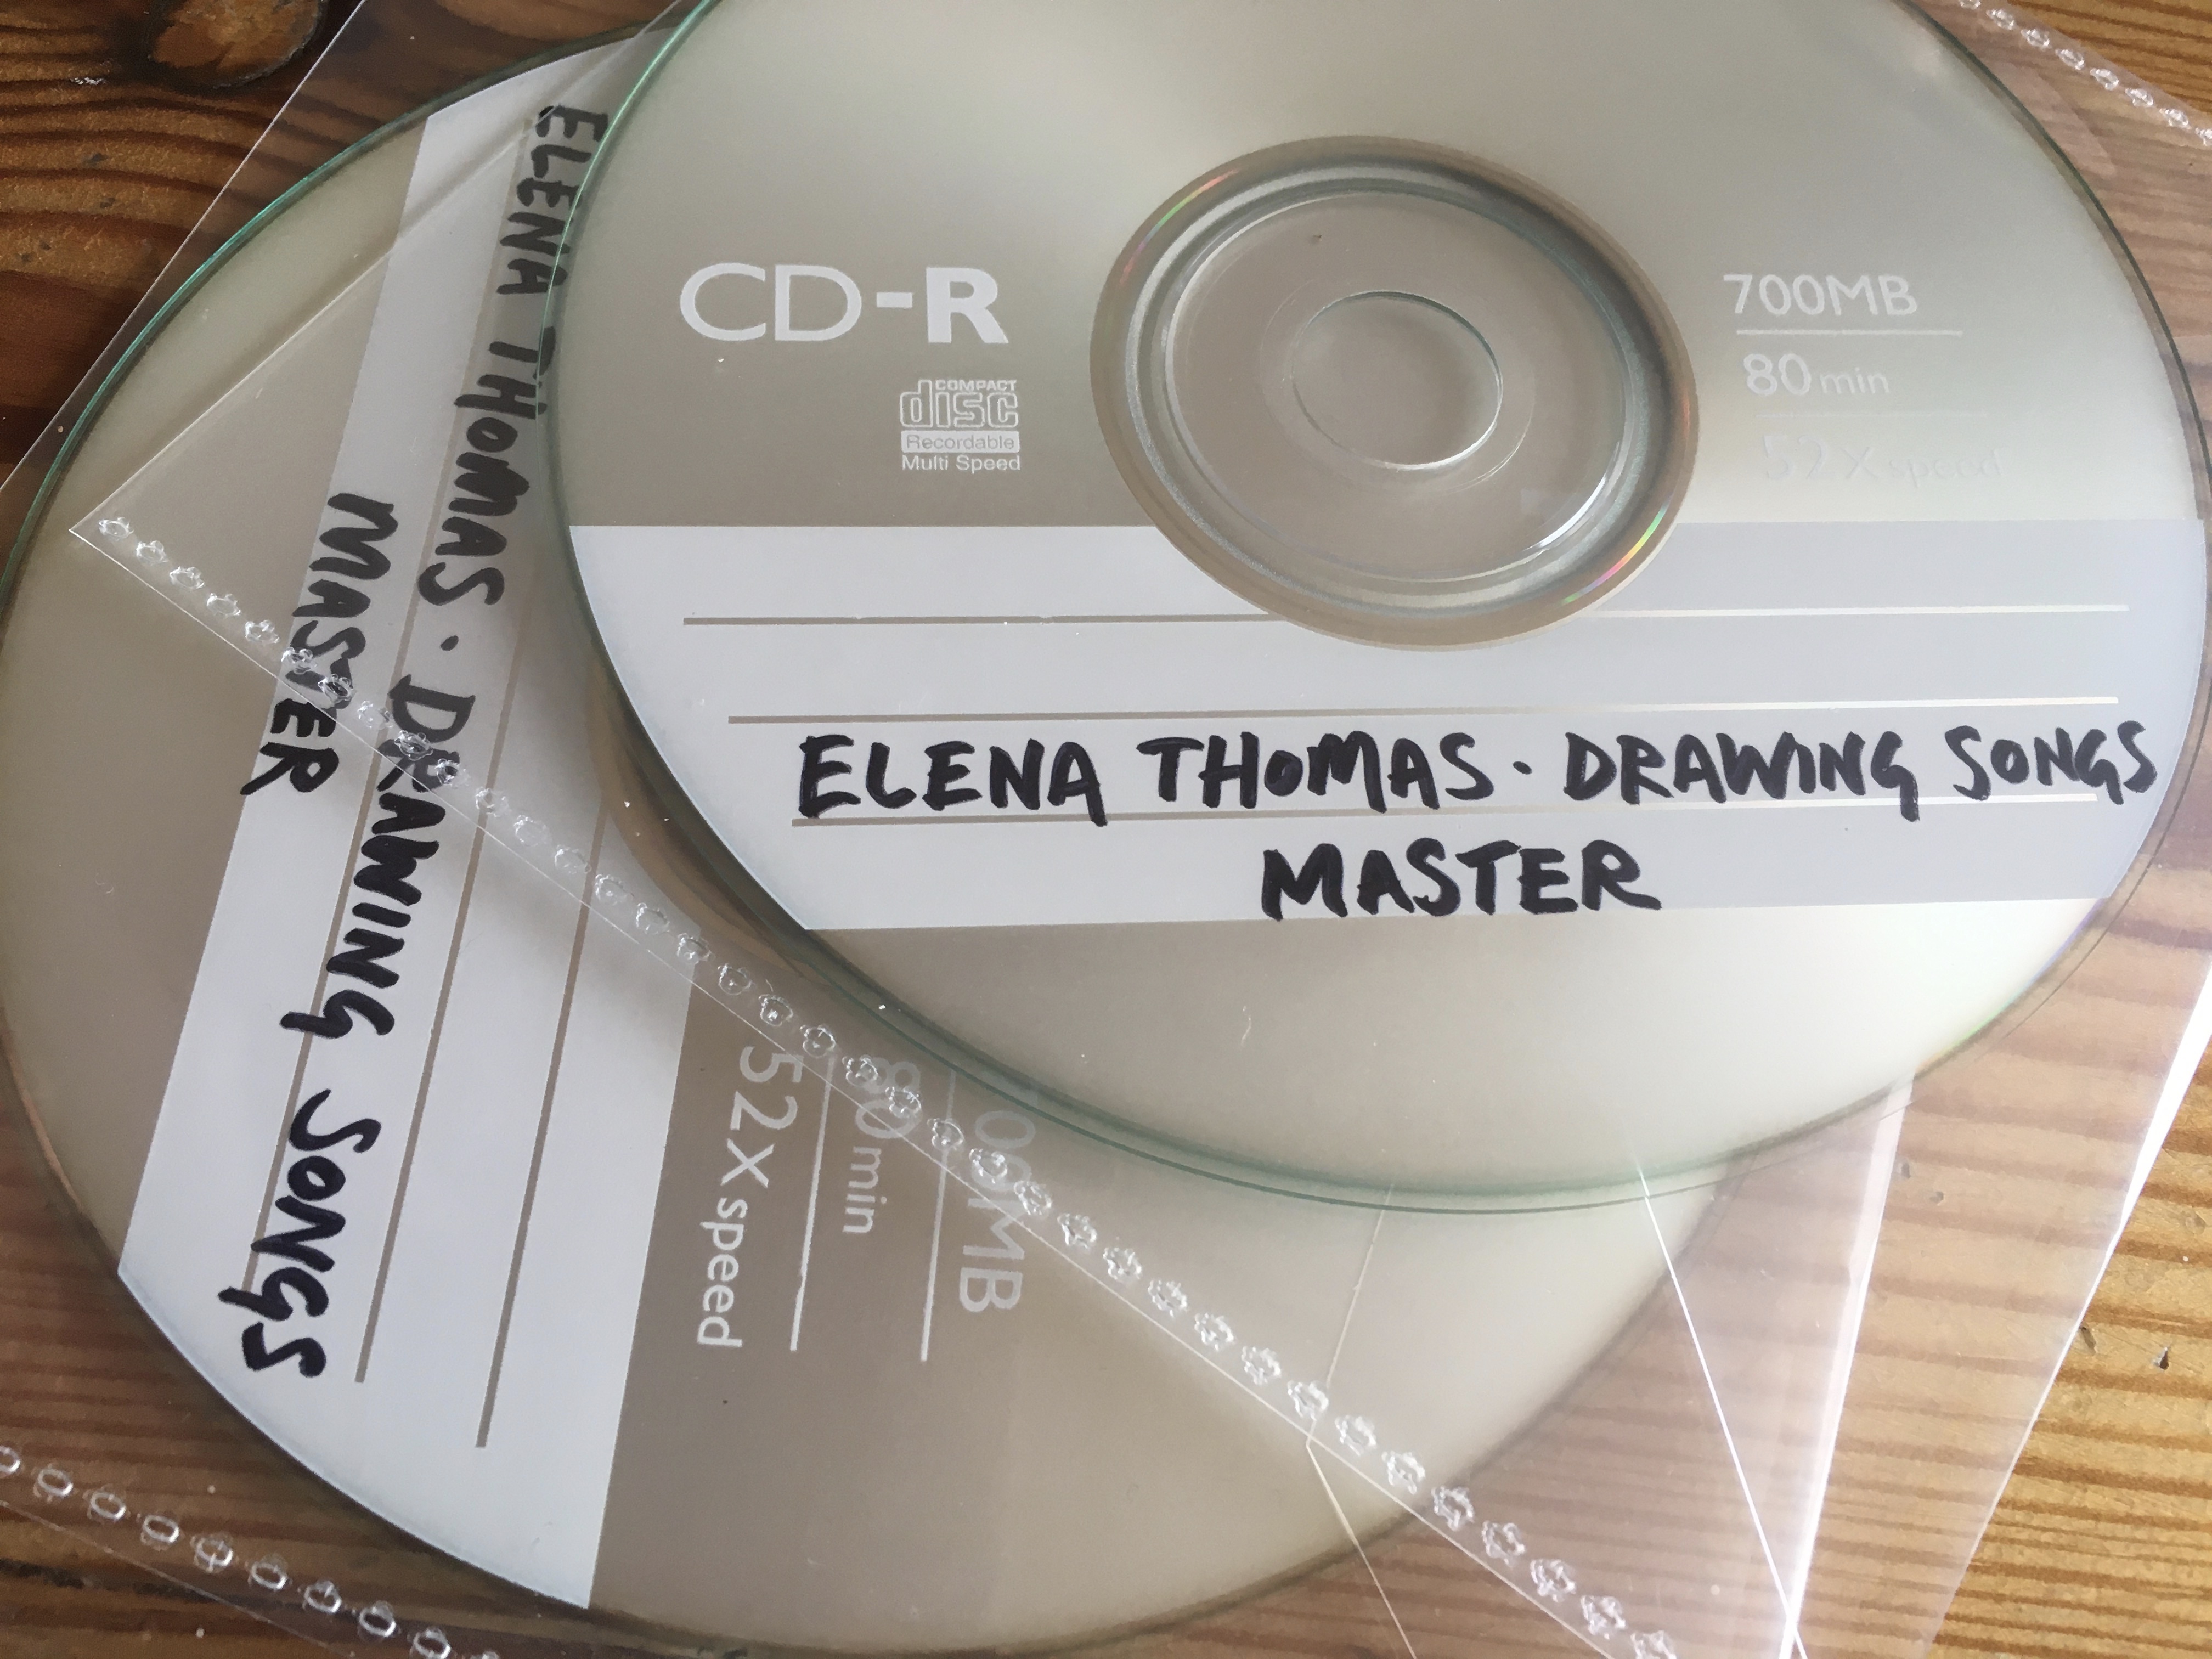 CD-R
COMPACT
disc
Recordable
Multi Speed
700MB
80 min
52X speed
ELENA THOMAS · DRAWING SONGS
MASTER
ELENA THOMAS · DRAWING SONGS
MASTER
52X speed
80 min
700MB